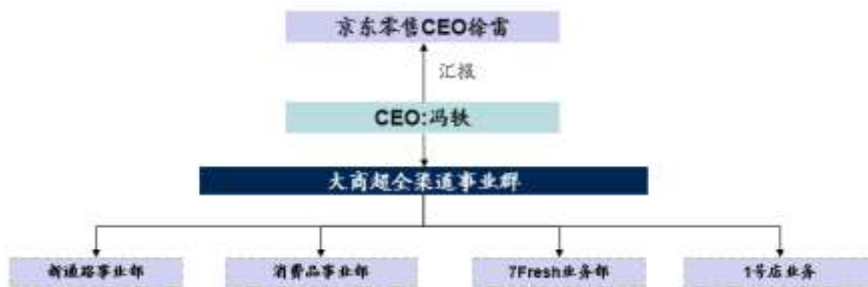 京东零售CEO徐雷
汇报
CEO:冯轶
大商超全渠道事业群
新通路事业部
消费品事业部
7Fresh业务部
1号店业务